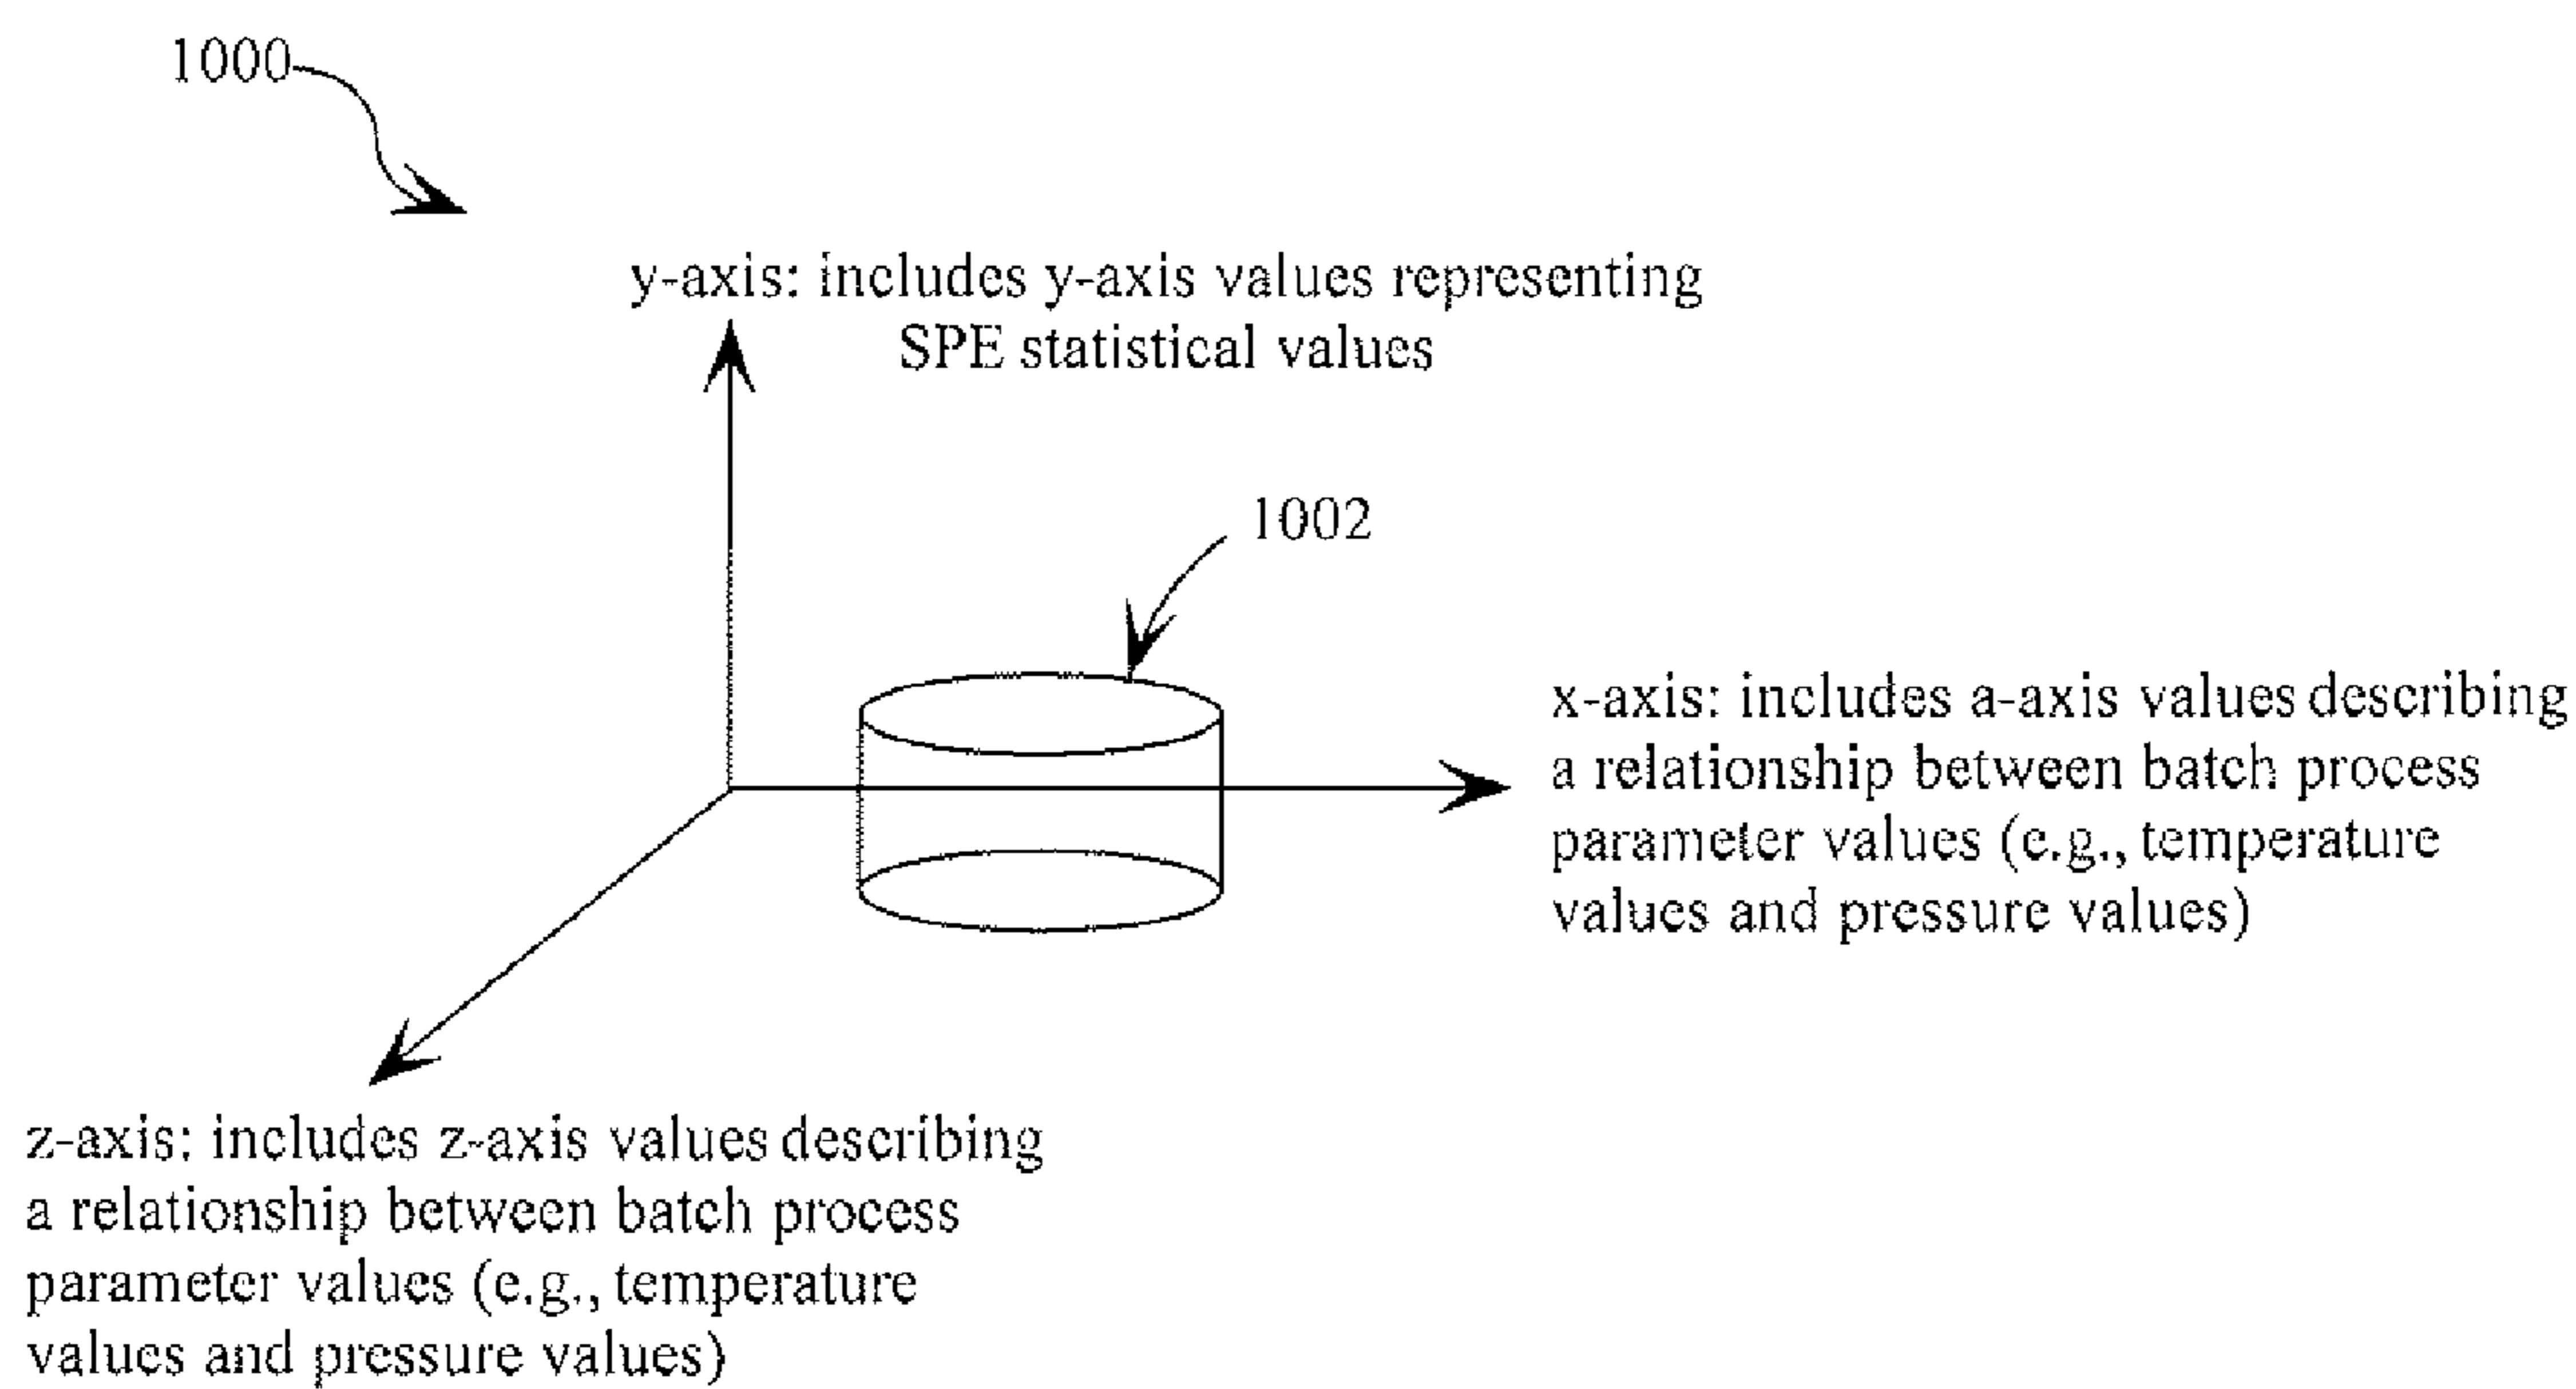 1000
y-axis: includes y-axis values representing
SPE statistical values
1002
x-axis: includes a-axis values describing
a relationship between batch process
parameter values (e.g., temperature
values and pressure values)
z-axis: includes z-axis values describing
a relationship between batch process
parameter values (e.g., temperature
values and pressure values)